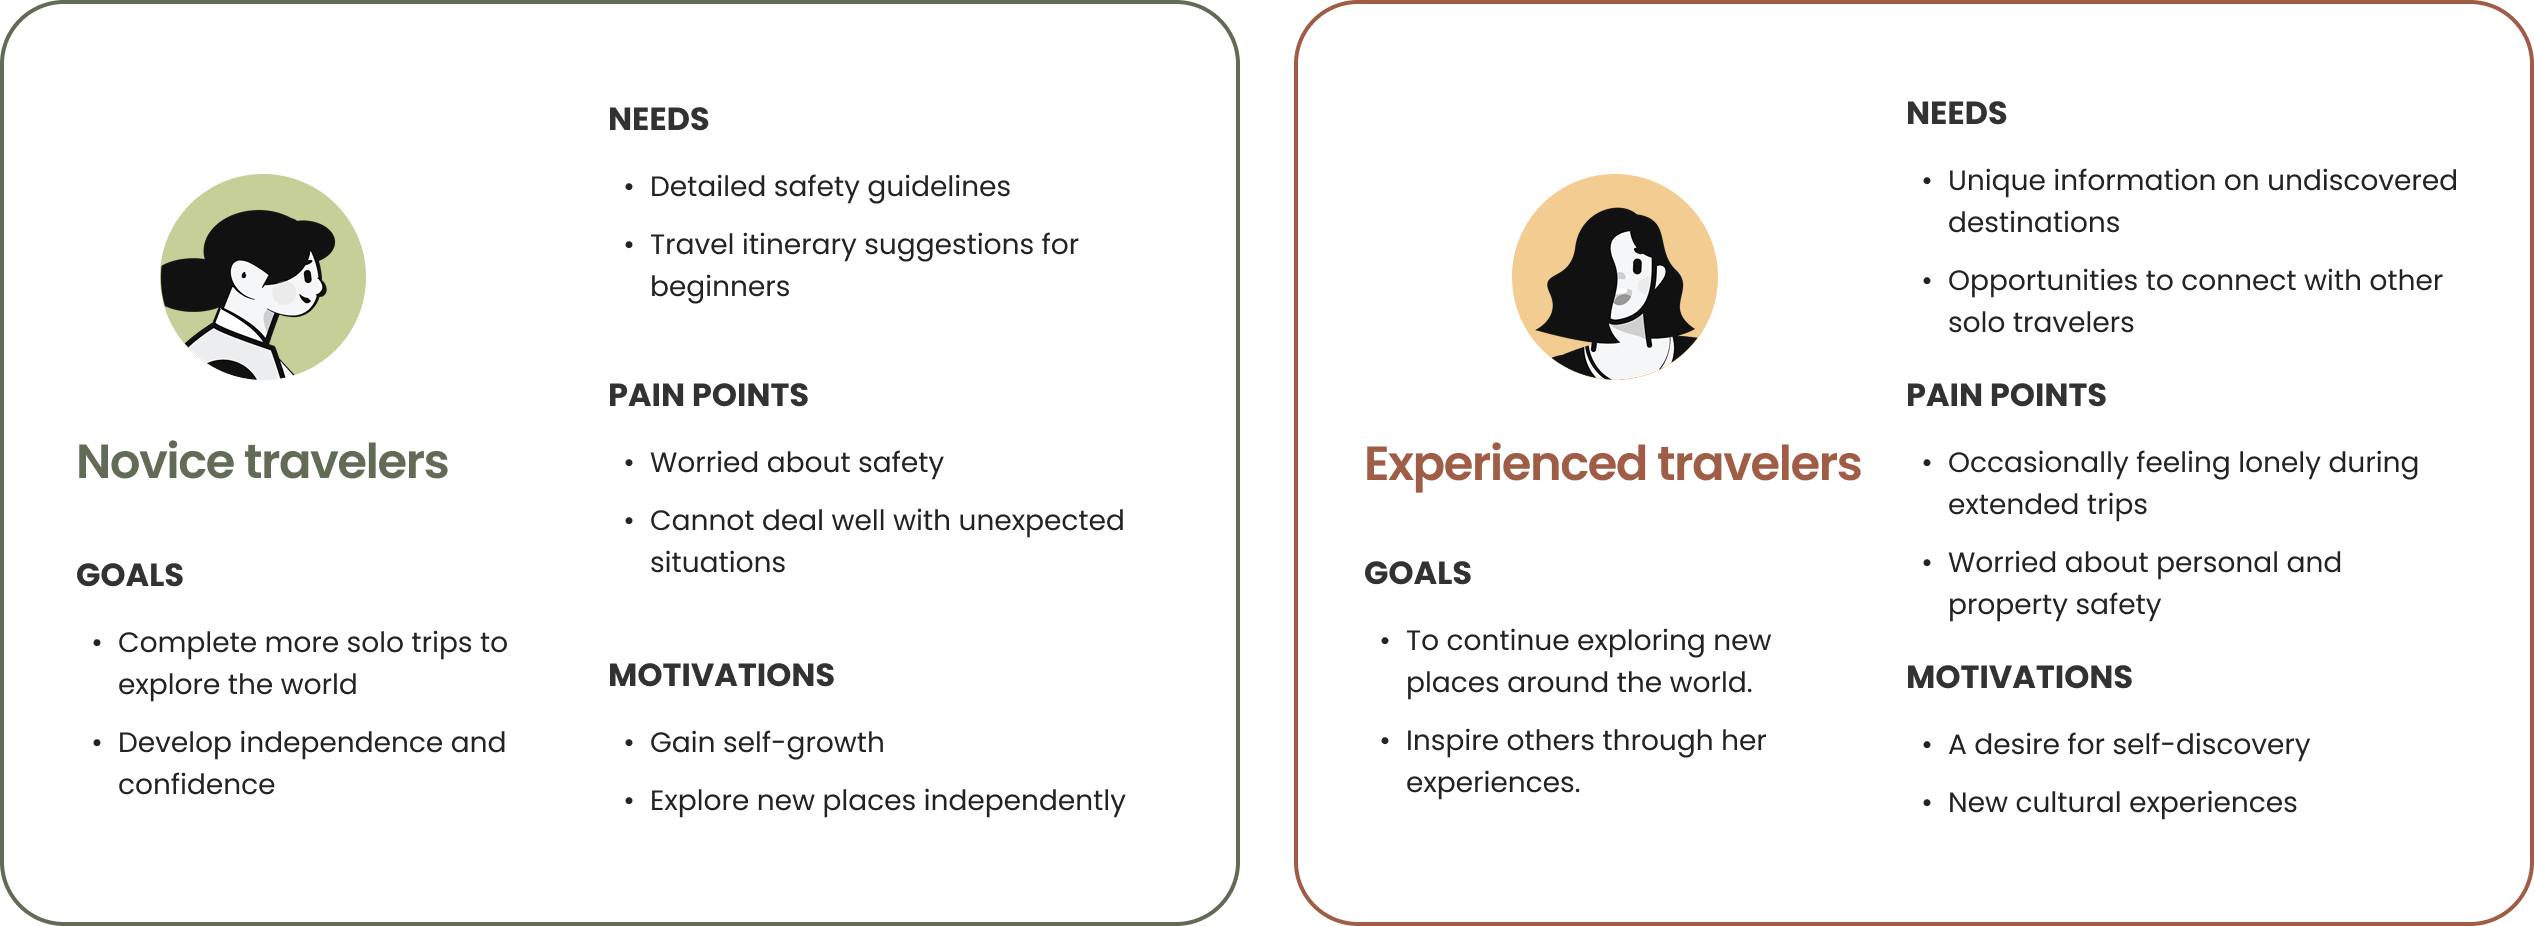 Novice travelers
GOALS
• Complete more solo trips to
explore the world
• Develop independence and
confidence
NEEDS
• Detailed safety guidelines
• Travel itinerary suggestions for
beginners
PAIN POINTS
• Worried about safety
• Cannot deal well with unexpected
situations
MOTIVATIONS
• Gain self-growth
• Explore new places independently
Experienced travelers
GOALS
• To continue exploring new
places around the world.
• Inspire others through her
experiences.
NEEDS
• Unique information on undiscovered
destinations
• Opportunities to connect with other
solo travelers
PAIN POINTS
• Occasionally feeling lonely during
extended trips
• Worried about personal and
property safety
MOTIVATIONS
• A desire for self-discovery
• New cultural experiences